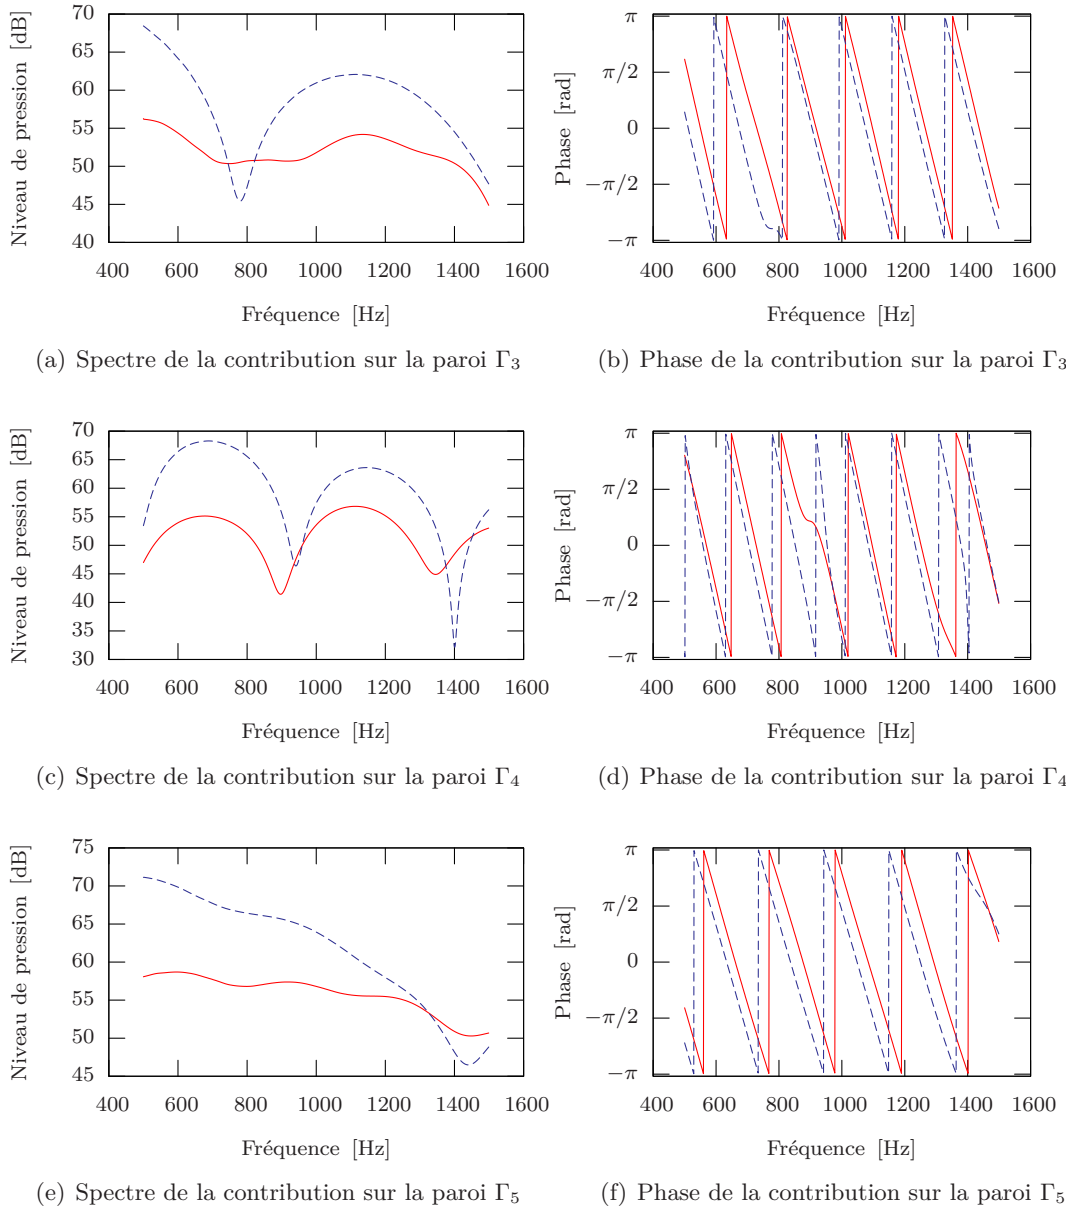 70
65
60
55
50
45
40
400 600 800 1000 1200 1400 1600
Niveau de pression [dB]
Fréquence [Hz]
π
π/2
0
−π/2
−π
400 600 800 1000 1200 1400 1600
Phase [rad]
Fréquence [Hz]
(a) Spectre de la contribution sur la paroi Γ3
(b) Phase de la contribution sur la paroi Γ3
70
65
60
55
50
45
40
35
30
400 600 800 1000 1200 1400 1600
Niveau de pression [dB]
Fréquence [Hz]
π
π/2
0
−π/2
−π
400 600 800 1000 1200 1400 1600
Phase [rad]
Fréquence [Hz]
(c) Spectre de la contribution sur la paroi Γ4
(d) Phase de la contribution sur la paroi Γ4
75
70
65
60
55
50
45
400 600 800 1000 1200 1400 1600
Niveau de pression [dB]
Fréquence [Hz]
π
π/2
0
−π/2
−π
400 600 800 1000 1200 1400 1600
Phase [rad]
Fréquence [Hz]
(e) Spectre de la contribution sur la paroi Γ5
(f) Phase de la contribution sur la paroi Γ5